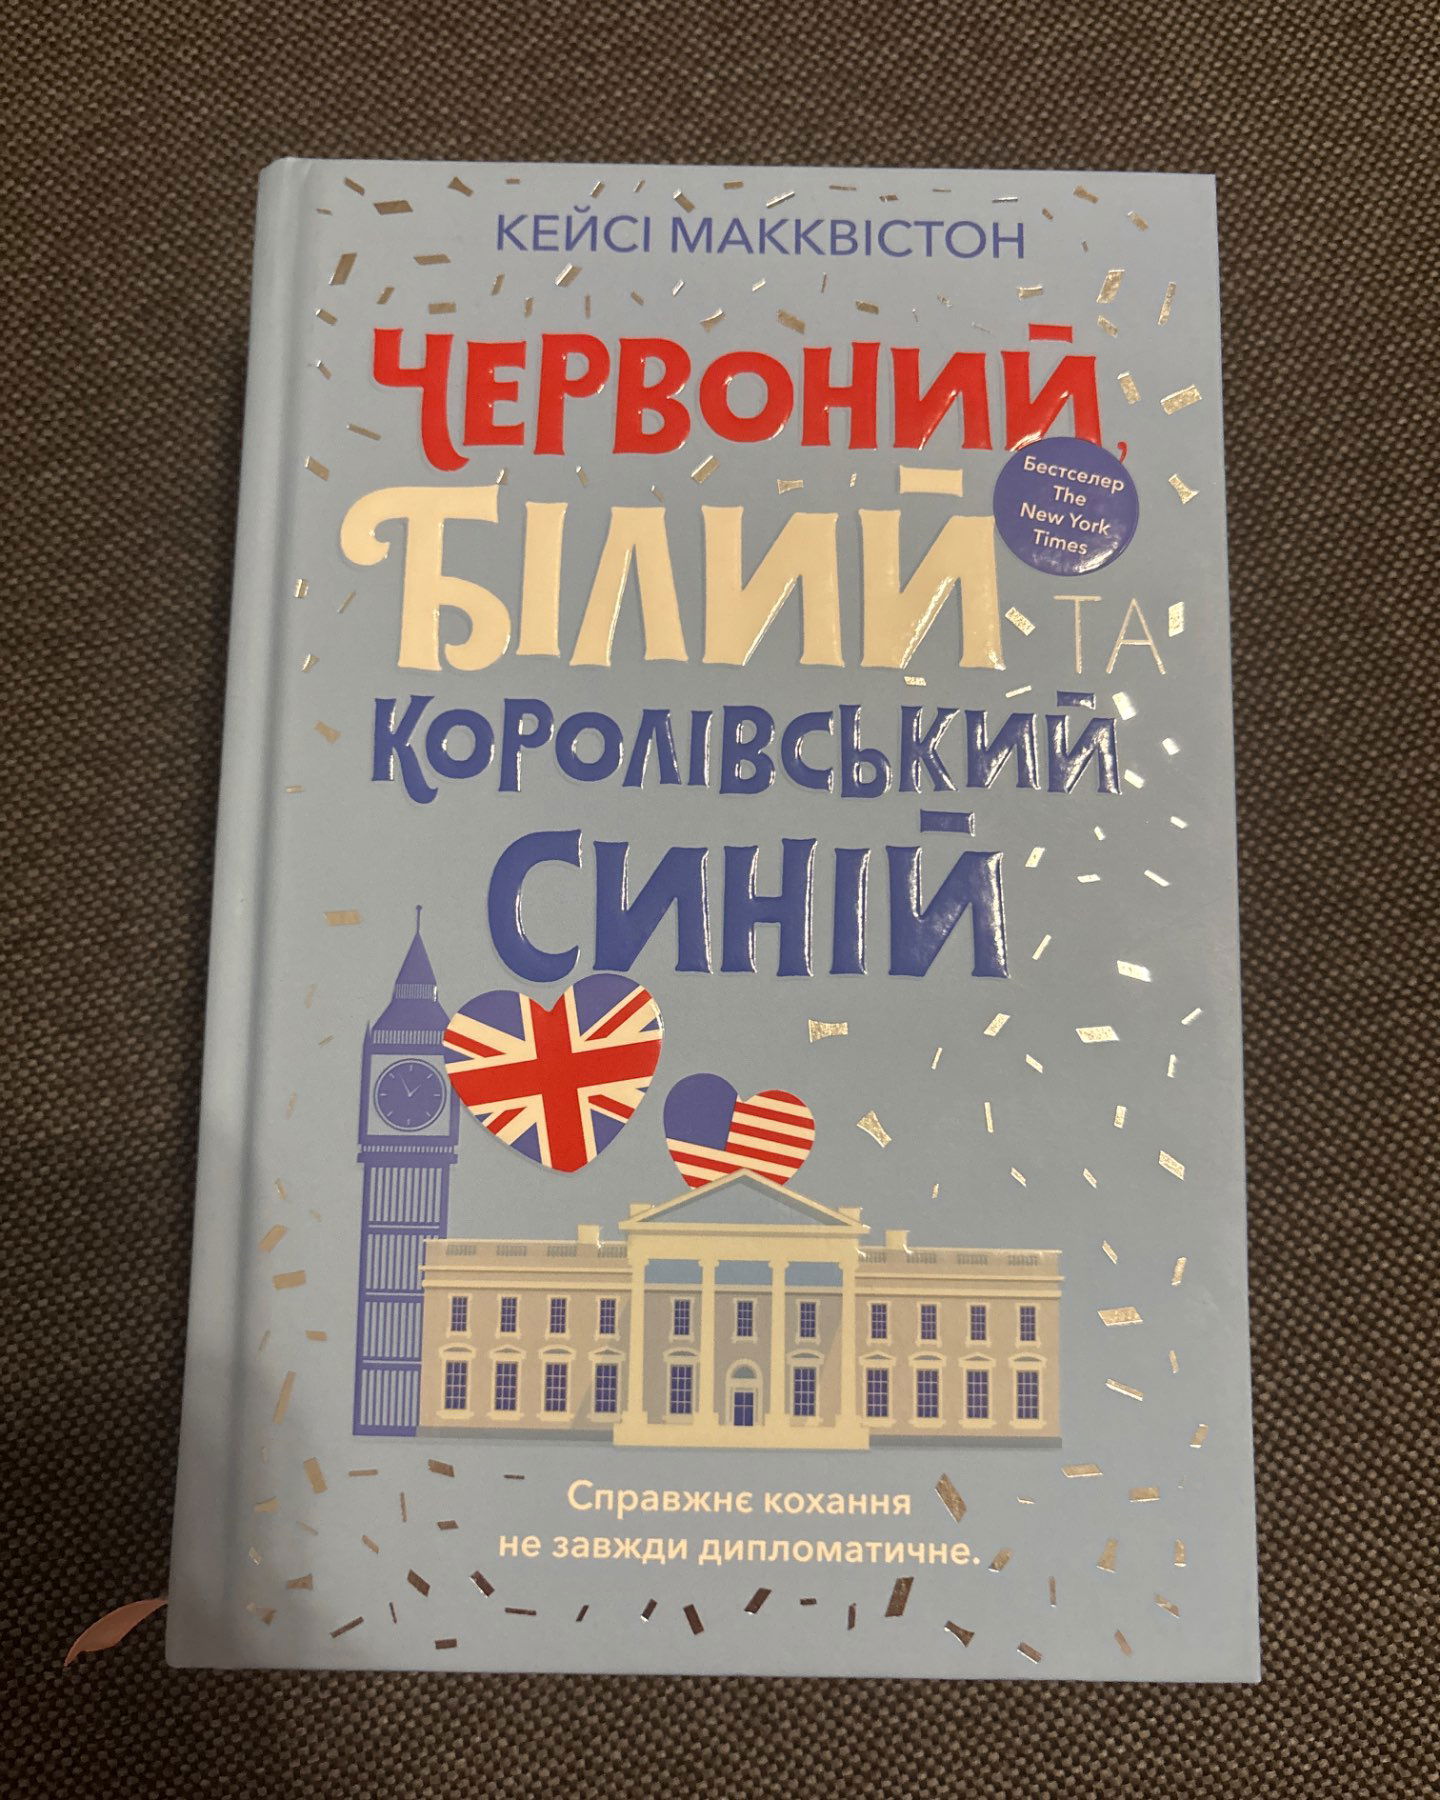 КЕЙСІ МАККВІСТОН
ЧЕРВОНИЙ,
БІЛИЙ
Бестселер
The
New York
Times
ТА
КОРОЛІВСЬКИЙ
СИНІЙ
Справжнє кохання
не завжди дипломатичне.